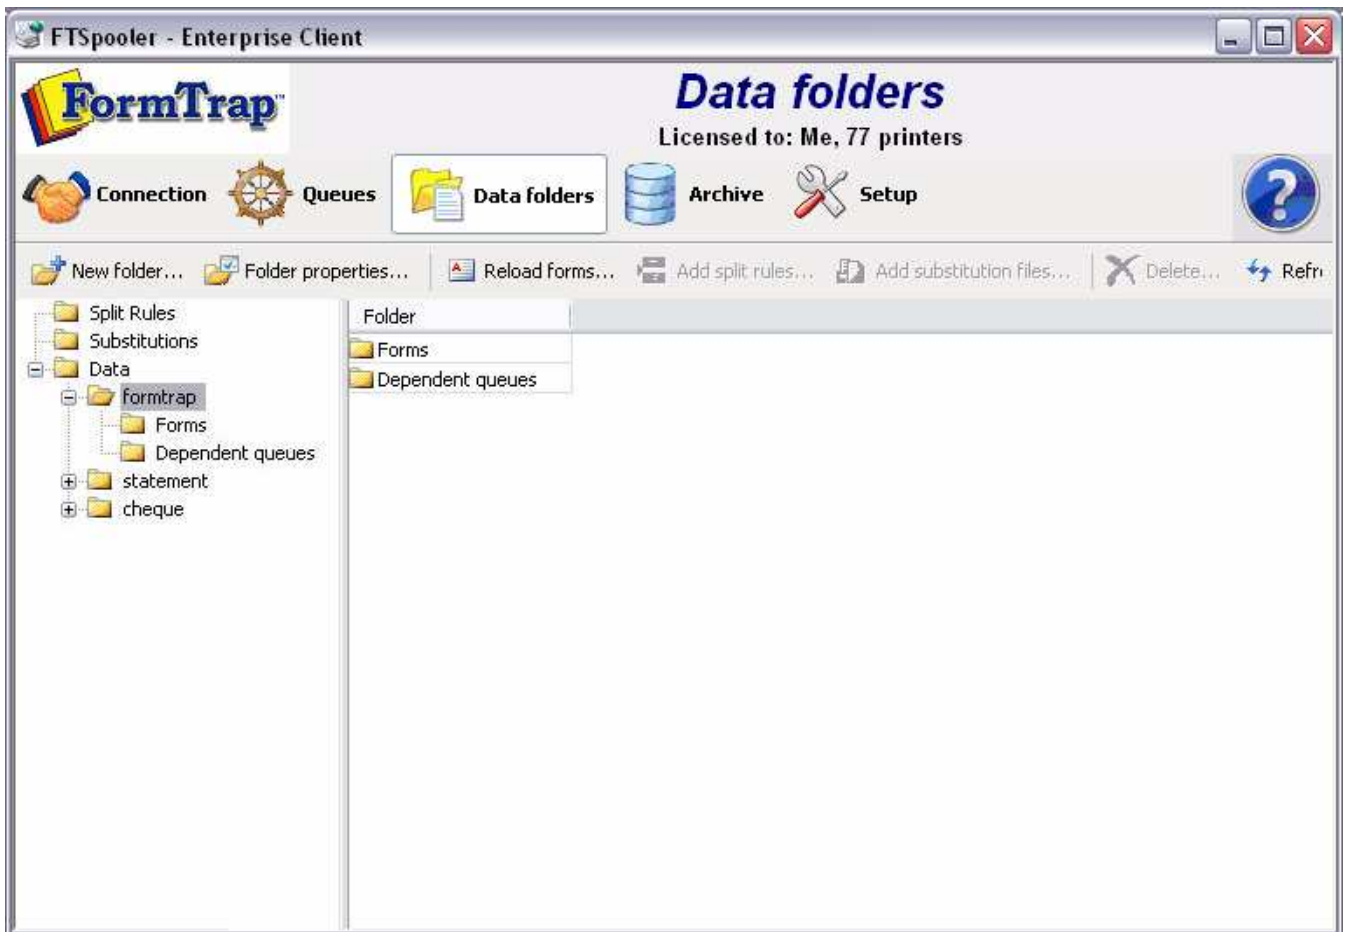 FTSpooler - Enterprise Client
FormTrap™
Data folders
Licensed to: Me, 77 printers
Connection Queues Data folders Archive Setup ?
New folder... Folder properties... Reload forms... Add split rules... Add substitution files... Delete... Refr
Split Rules
Substitutions
Data
formtrap
Forms
Dependent queues
statement
cheque
Folder
Forms
Dependent queues